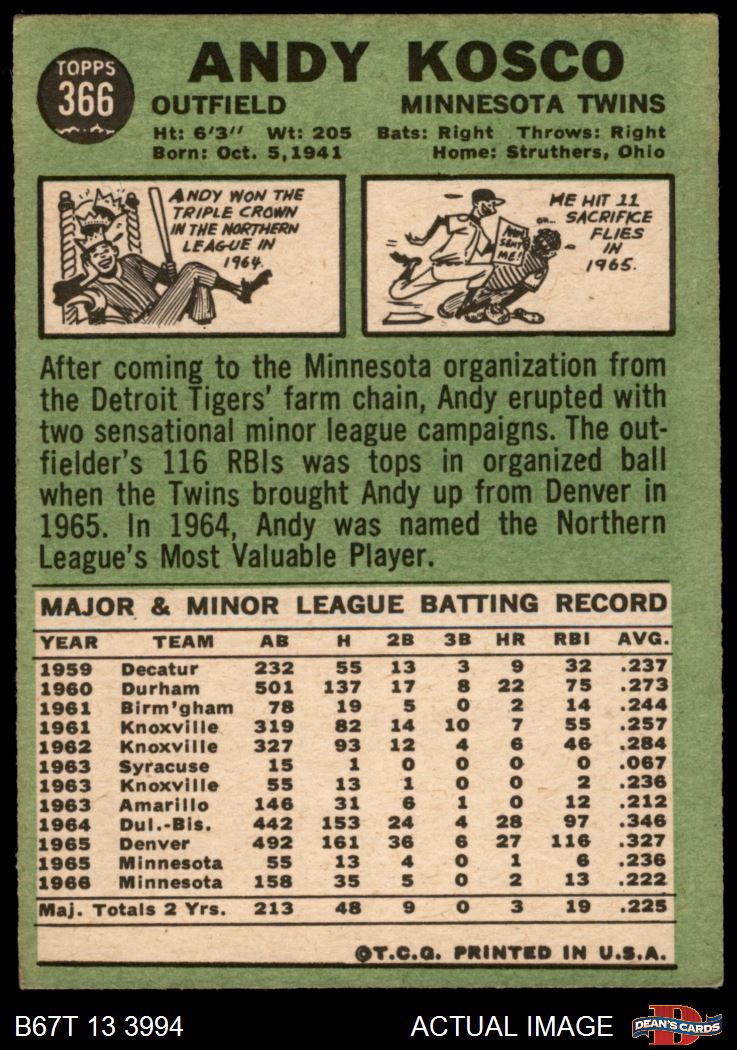 TOPPS
366
ANDY KOSCO
OUTFIELD MINNESOTA TWINS
Ht: 6'3" Wt: 205 Bats: Right Throws: Right
Born: Oct. 5, 1941 Home: Struthers, Ohio
ANDY WON THE
TRIPLE CROWN
IN THE NORTHERN
LEAGUE IN
1964.
HE HIT 11
SACRIFICE
FLIES
IN
1965.
OH...
MOM
SENT
ME!
After coming to the Minnesota organization from
the Detroit Tigers' farm chain, Andy erupted with
two sensational minor league campaigns. The out-
fielder's 116 RBIs was tops in organized ball
when the Twins brought Andy up from Denver in
1965. In 1964, Andy was named the Northern
League's Most Valuable Player.
MAJOR & MINOR LEAGUE BATTING RECORD
YEAR TEAM AB H 2B 3B HR RBI AVG.
1959 Decatur 232 55 13 3 9 32 .237
1960 Durham 501 137 17 8 22 75 .273
1961 Birm'gham 78 19 5 0 2 14 .244
1961 Knoxville 319 82 14 10 7 55 .257
1962 Knoxville 327 93 12 4 6 46 .284
1963 Syracuse 15 1 0 0 0 0 .067
1963 Knoxville 55 13 1 0 0 2 .236
1963 Amarillo 146 31 6 1 0 12 .212
1964 Dul.-Bis. 442 153 24 4 28 97 .346
1965 Denver 492 161 36 6 27 116 .327
1965 Minnesota 55 13 4 0 1 6 .236
1966 Minnesota 158 35 5 0 2 13 .222
Maj. Totals 2 Yrs. 213 48 9 0 3 19 .225
©T.C.G. PRINTED IN U.S.A.
B67T 13 3994 ACTUAL IMAGE
DEAN'S CARDS